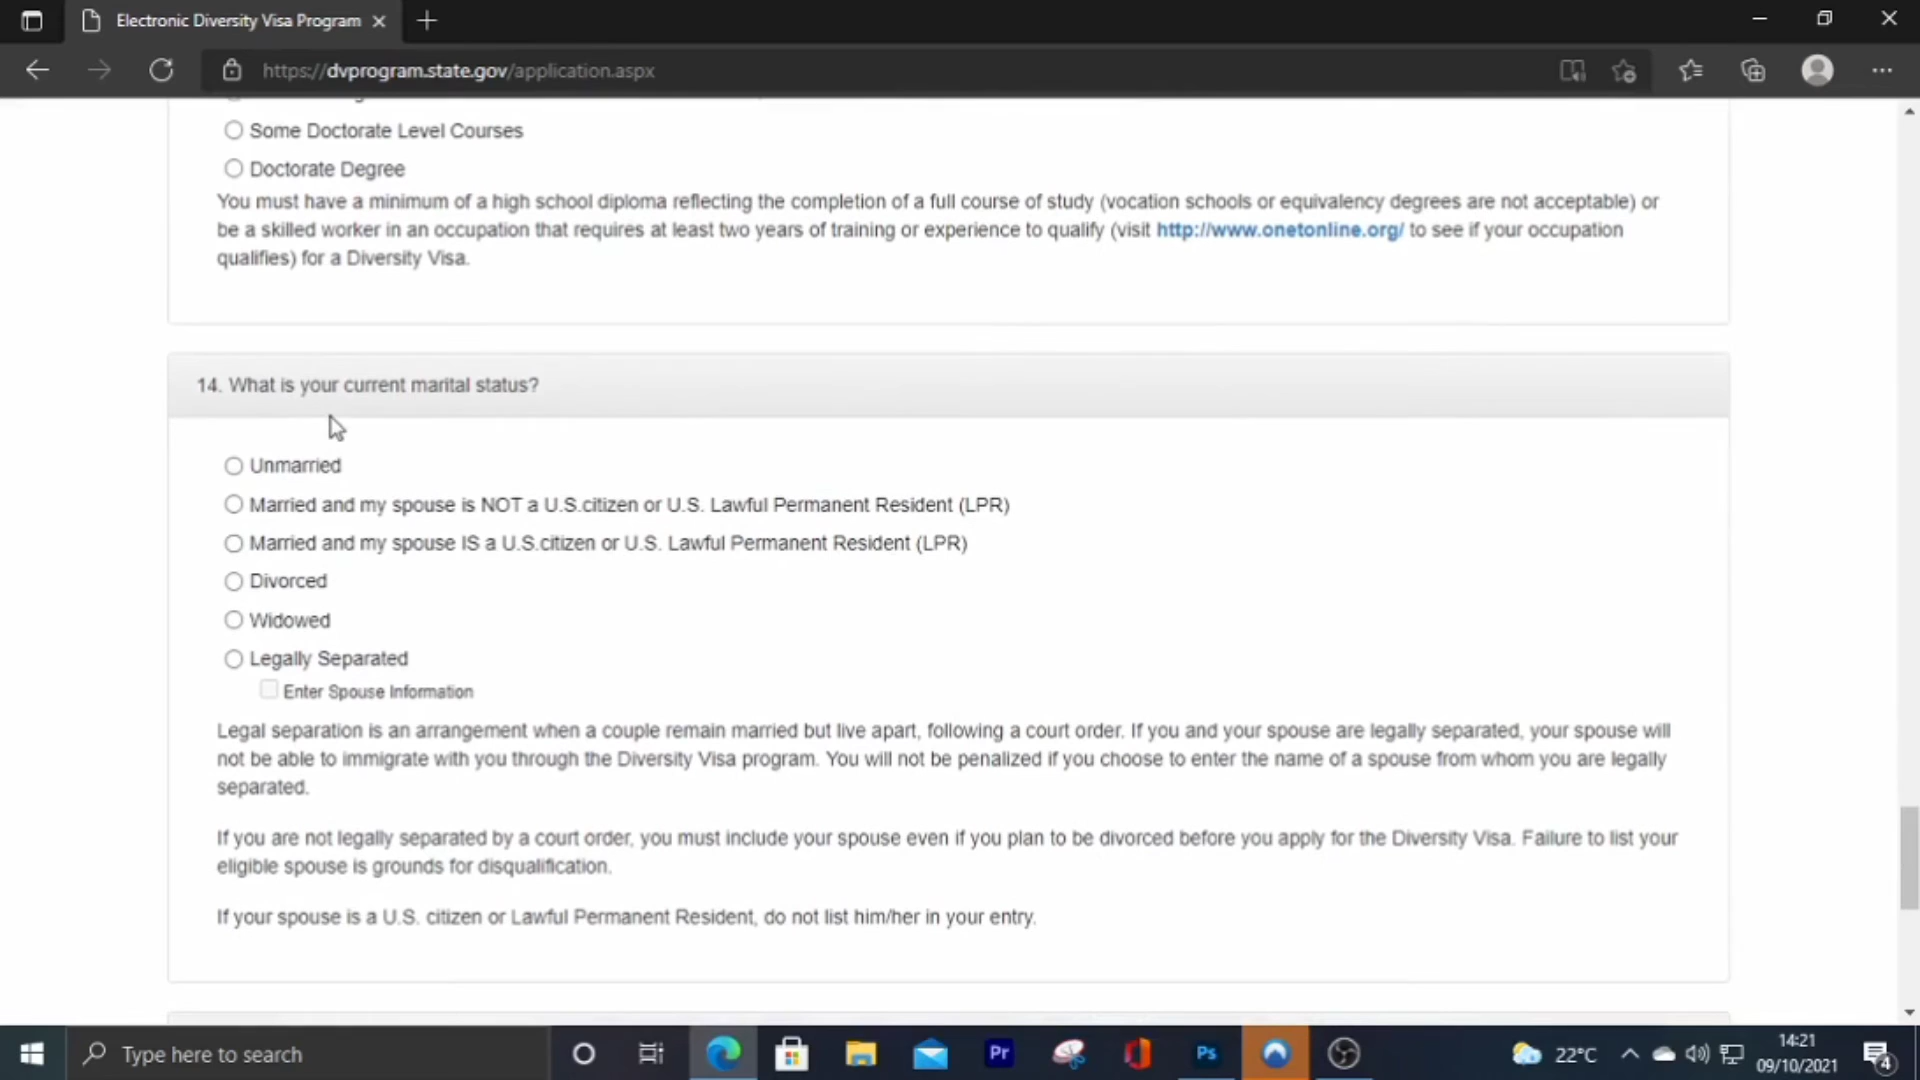 Electronic Diversity Visa Program
https://dvprogram.state.gov/application.aspx
Some Doctorate Level Courses
Doctorate Degree
You must have a minimum of a high school diploma reflecting the completion of a full course of study (vocation schools or equivalency degrees are not acceptable) or
be a skilled worker in an occupation that requires at least two years of training or experience to qualify (visit http://www.onetonline.org/ to see if your occupation
qualifies) for a Diversity Visa.
14. What is your current marital status?
Unmarried
Married and my spouse is NOT a U.S.citizen or U.S. Lawful Permanent Resident (LPR)
Married and my spouse IS a U.S.citizen or U.S. Lawful Permanent Resident (LPR)
Divorced
Widowed
Legally Separated
Enter Spouse Information
Legal separation is an arrangement when a couple remain married but live apart, following a court order. If you and your spouse are legally separated, your spouse will
not be able to immigrate with you through the Diversity Visa program. You will not be penalized if you choose to enter the name of a spouse from whom you are legally
separated.
If you are not legally separated by a court order, you must include your spouse even if you plan to be divorced before you apply for the Diversity Visa. Failure to list your
eligible spouse is grounds for disqualification.
If your spouse is a U.S. citizen or Lawful Permanent Resident, do not list him/her in your entry.
Type here to search
Pr
Ps
22°C
14:21
09/10/2021
4